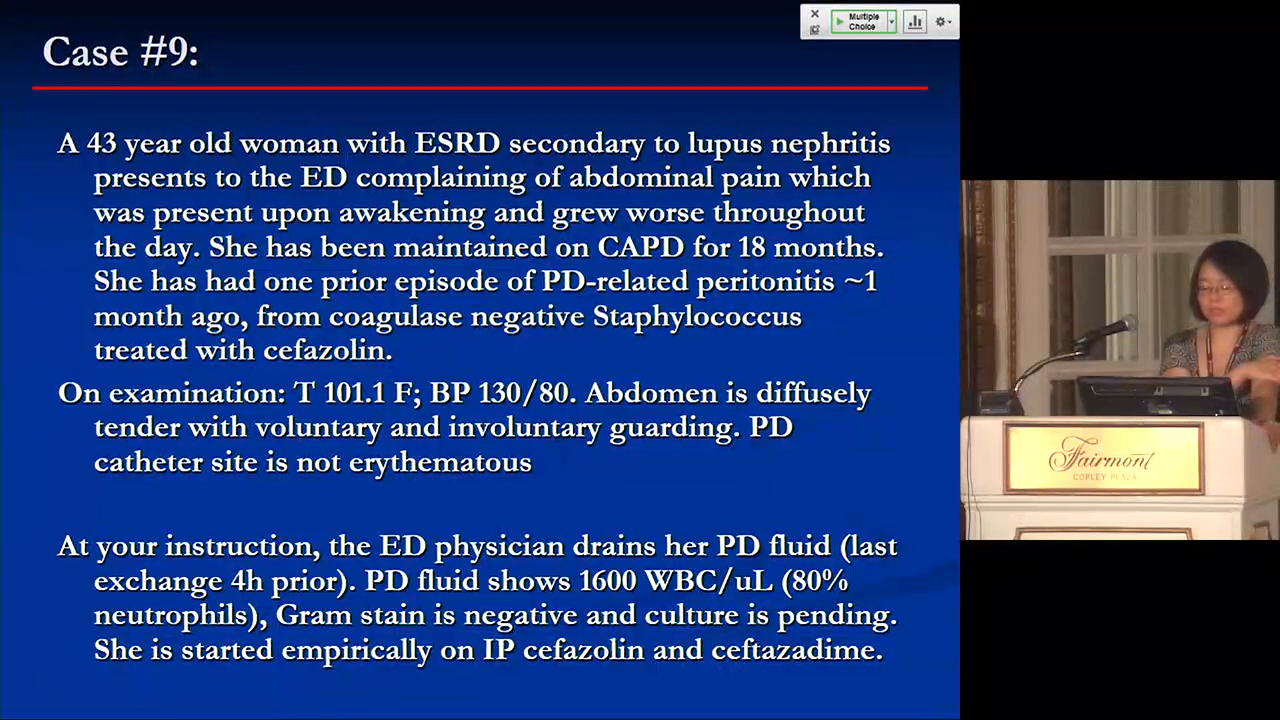 Multiple
Choice
Case #9:
A 43 year old woman with ESRD secondary to lupus nephritis
presents to the ED complaining of abdominal pain which
was present upon awakening and grew worse throughout
the day. She has been maintained on CAPD for 18 months.
She has had one prior episode of PD-related peritonitis ~1
month ago, from coagulase negative Staphylococcus
treated with cefazolin.
On examination: T 101.1 F; BP 130/80. Abdomen is diffusely
tender with voluntary and involuntary guarding. PD
catheter site is not erythematous
At your instruction, the ED physician drains her PD fluid (last
exchange 4h prior). PD fluid shows 1600 WBC/uL (80%
neutrophils), Gram stain is negative and culture is pending.
She is started empirically on IP cefazolin and ceftazadime.
Fairmont
COPLEY PLAZA